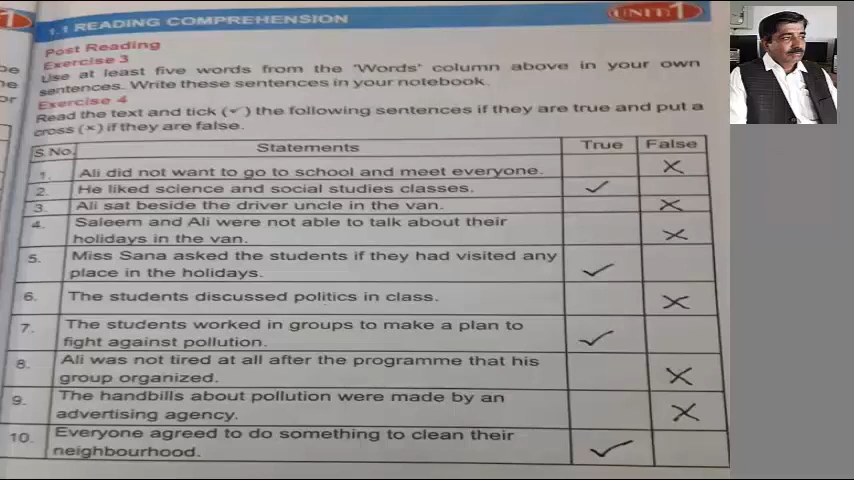 1
1.1 READING COMPREHENSION
UNIT 1
Post Reading
Exercise 3
Use at least five words from the 'Words' column above in your own
sentences. Write these sentences in your notebook.
Exercise 4
Read the text and tick (✓) the following sentences if they are true and put a
cross (×) if they are false.
S.No. Statements True False
1. Ali did not want to go to school and meet everyone. ×
2. He liked science and social studies classes. ✓
3. Ali sat beside the driver uncle in the van. ×
4. Saleem and Ali were not able to talk about their
holidays in the van. ×
5. Miss Sana asked the students if they had visited any
place in the holidays. ✓
6. The students discussed politics in class. ×
7. The students worked in groups to make a plan to
fight against pollution. ✓
8. Ali was not tired at all after the programme that his
group organized. ×
9. The handbills about pollution were made by an
advertising agency. ×
10. Everyone agreed to do something to clean their
neighbourhood. ✓